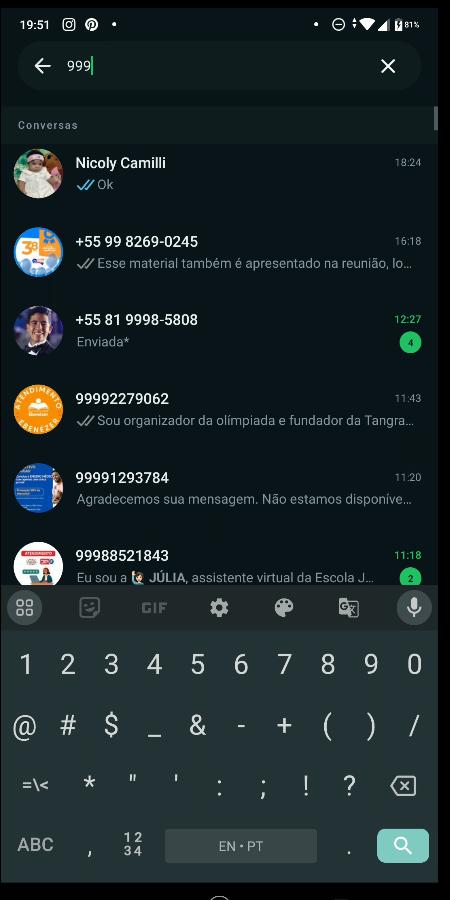 19:51
81%
999
Conversas
Nicoly Camilli 18:24
Ok
+55 99 8269-0245 16:18
Esse material também é apresentado na reunião, lo...
+55 81 9998-5808 12:27
Enviada* 4
99992279062 11:43
Sou organizador da olímpiada e fundador da Tangra...
ATENDIMENTO
EBENÉZER
99991293784 11:20
Agradecemos sua mensagem. Não estamos disponíve...
99988521843 11:18
Eu sou a 🙋🏻‍♀️ JÚLIA, assistente virtual da Escola J... 2
ATENDIMENTO
GIF
1 2 3 4 5 6 7 8 9 0
@ # $ _ & - + ( ) /
=\< * " ' : ; ! ?
ABC , 12 34 EN • PT .